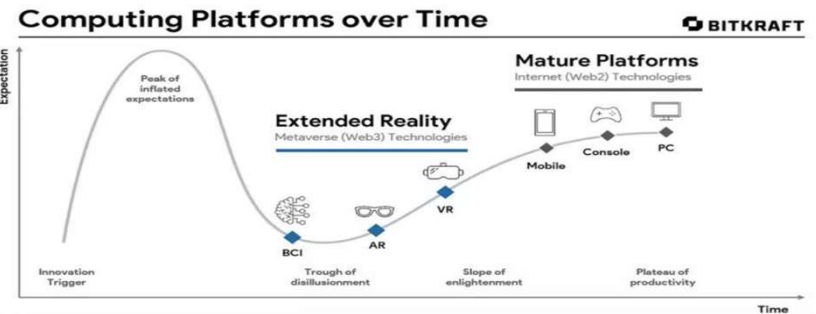 Computing Platforms over Time
BITKRAFT
Expectation
Peak of
inflated
expectations
Extended Reality
Metaverse (Web3) Technologies
Mature Platforms
Internet (Web2) Technologies
BCI
AR
VR
Mobile
Console
PC
Innovation
Trigger
Trough of
disillusionment
Slope of
enlightenment
Plateau of
productivity
Time